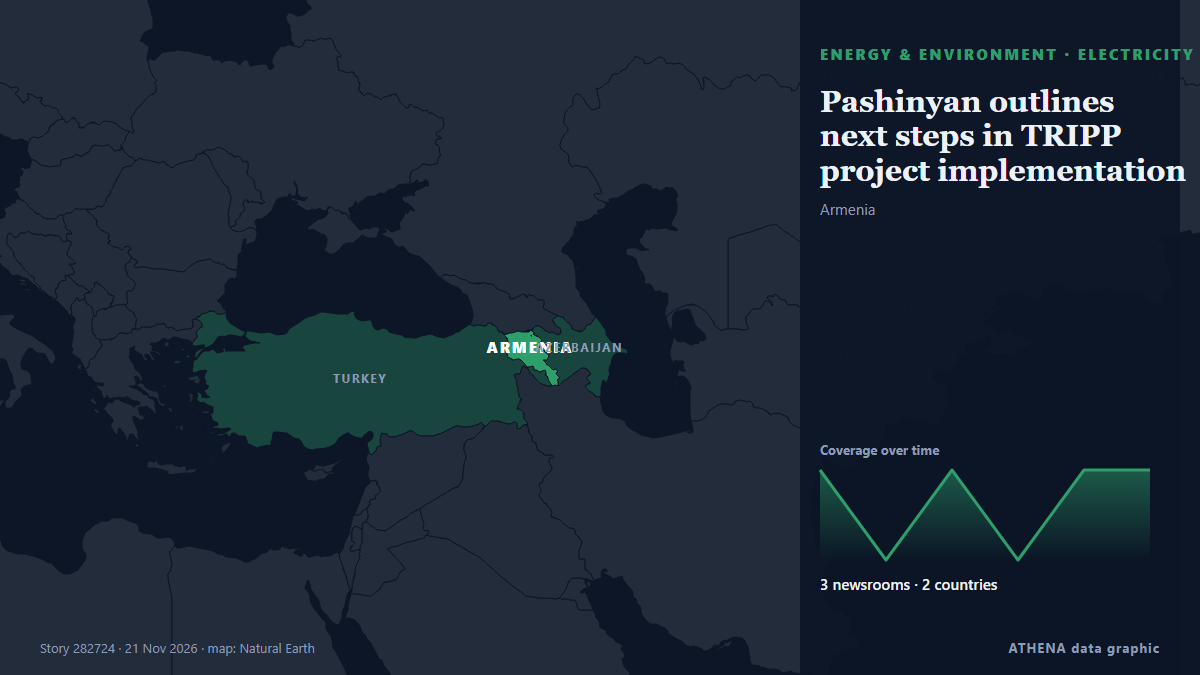 ENERGY & ENVIRONMENT · ELECTRICITY
Pashinyan outlines
next steps in TRIPP
project implementation
Armenia
ARMENIA
AZERBAIJAN
TURKEY
Coverage over time
3 newsrooms · 2 countries
Story 282724 · 21 Nov 2026 · map: Natural Earth
ATHENA data graphic